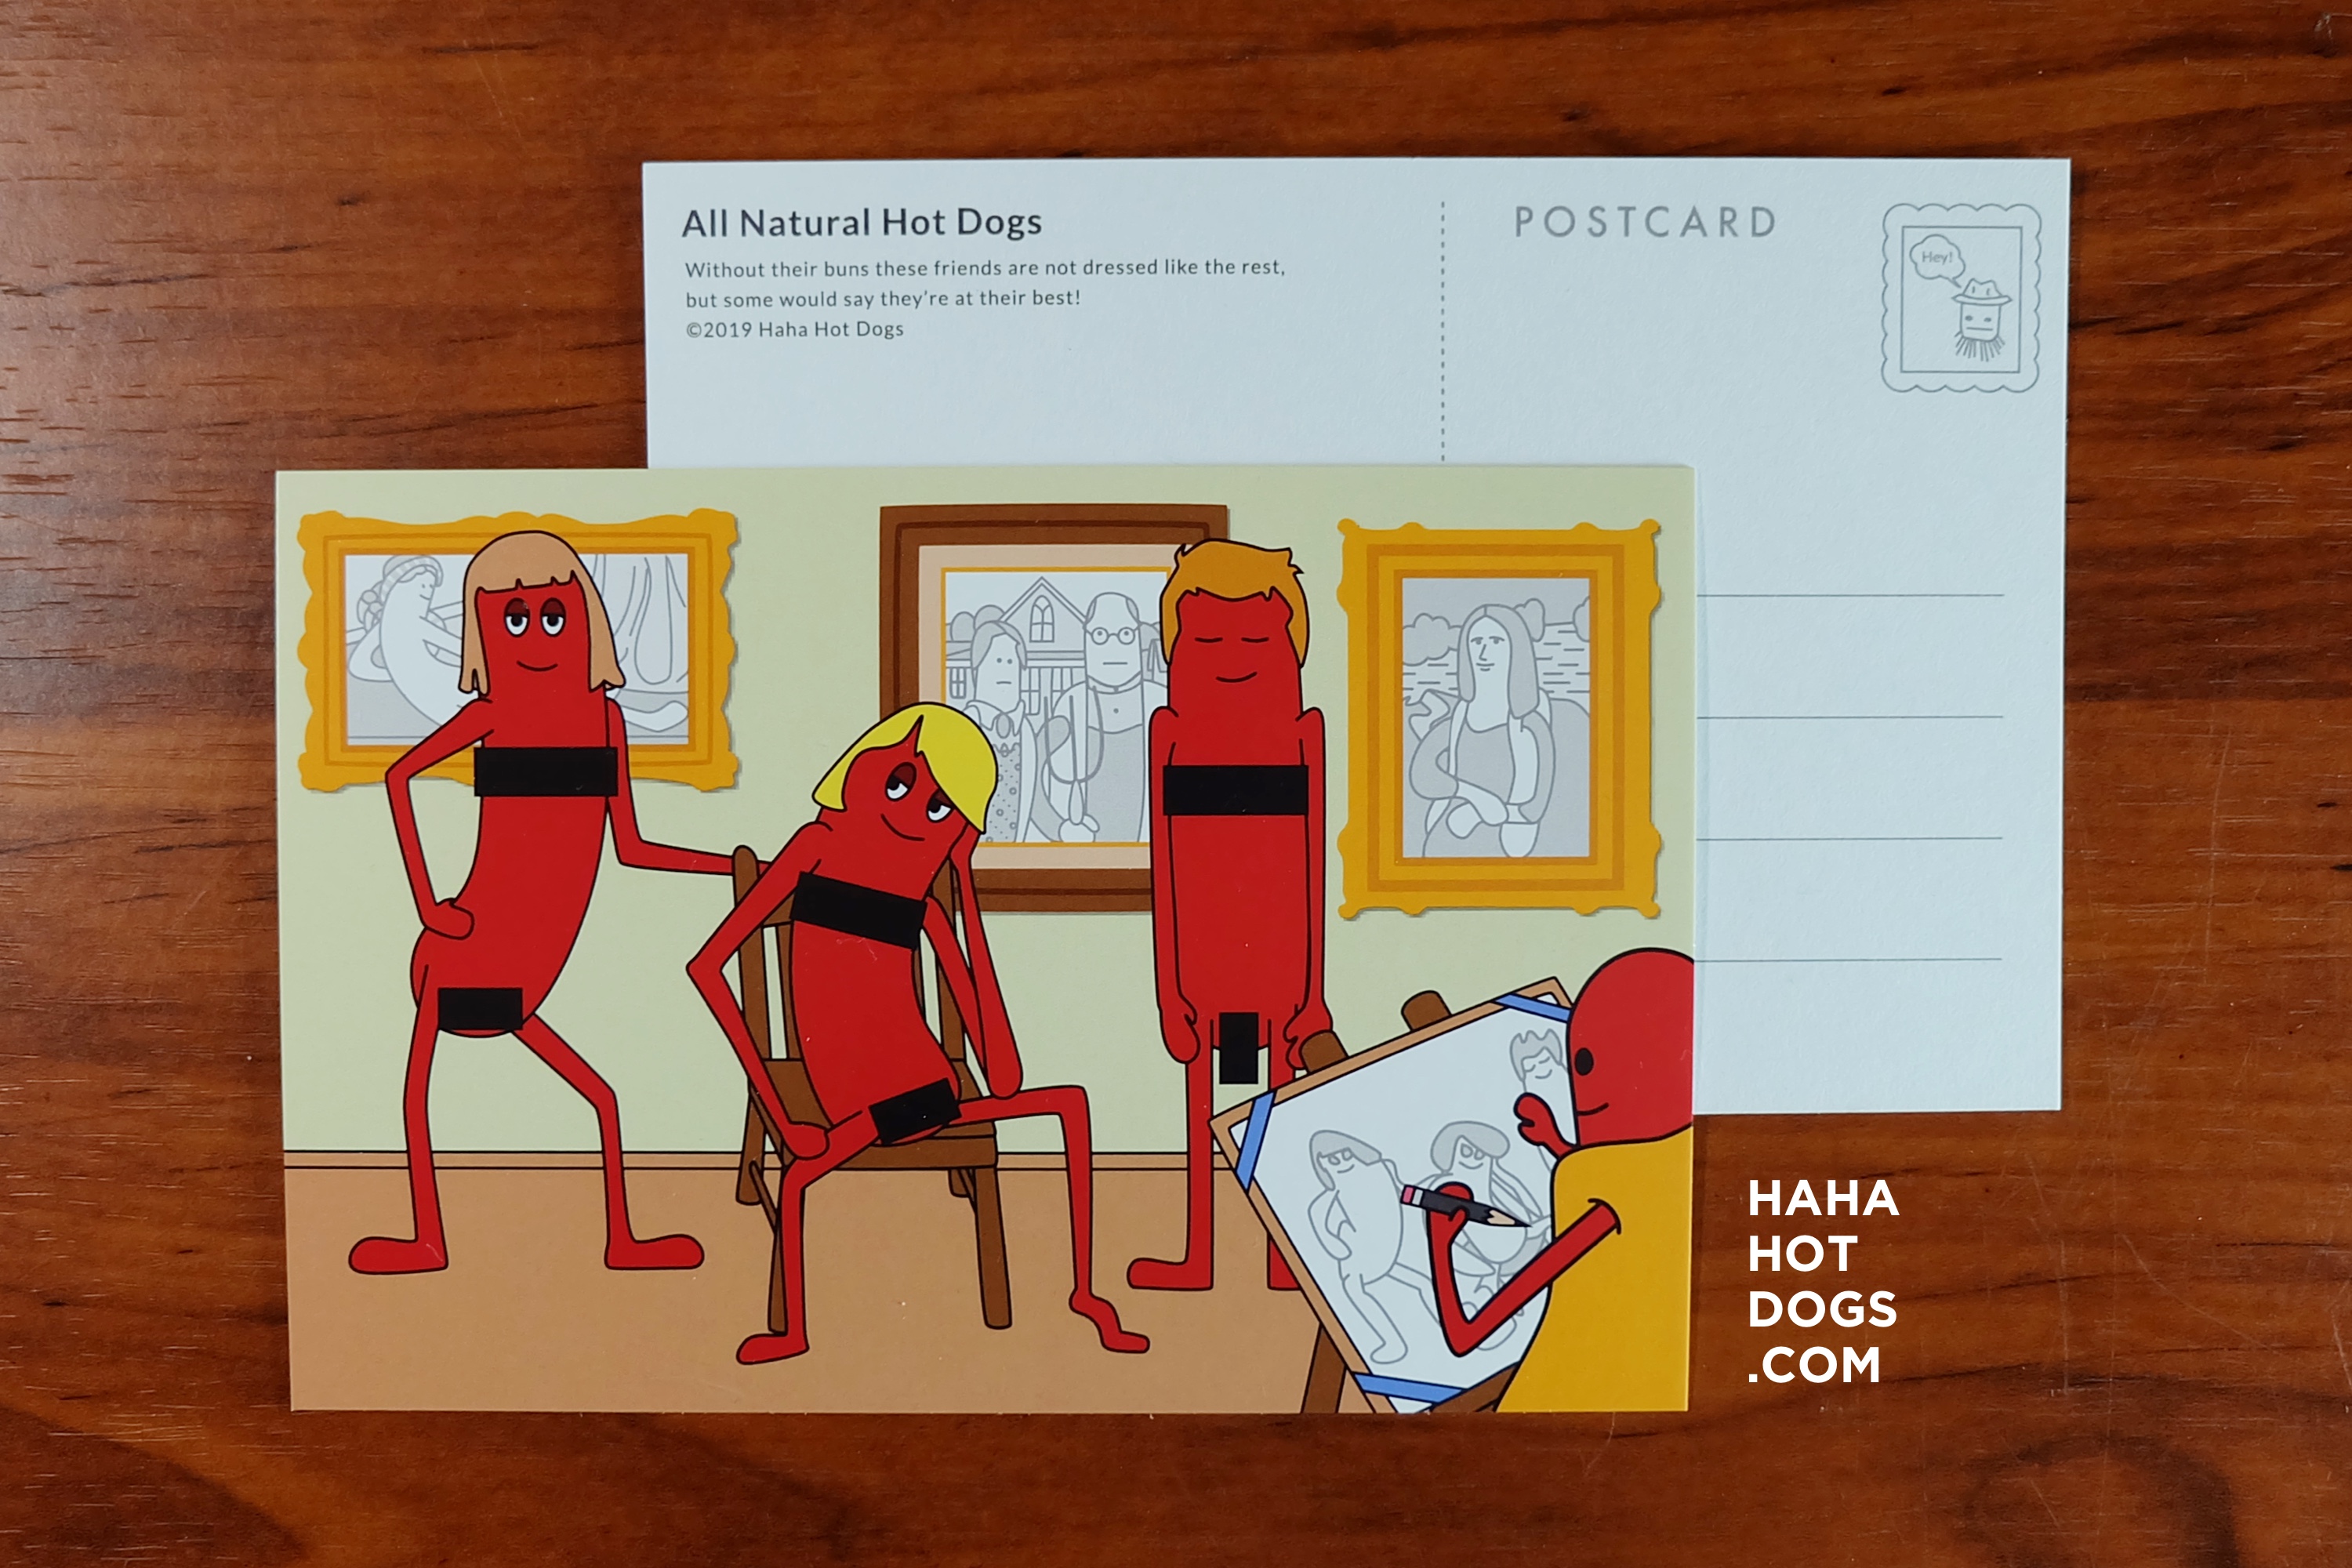 All Natural Hot Dogs
Without their buns these friends are not dressed like the rest,
but some would say they're at their best!
©2019 Haha Hot Dogs
POSTCARD
Hey!
HAHA
HOT
DOGS
.COM